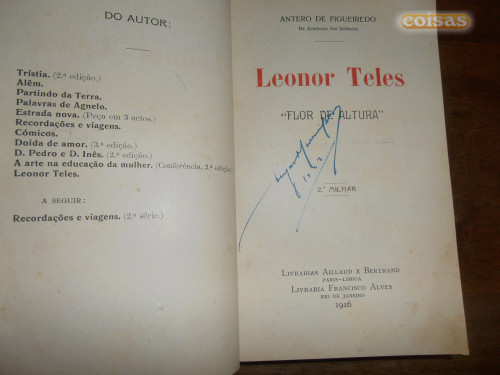 DO AUTOR:
Trístia. (2.ª edição.)
Além.
Partindo da Terra.
Palavras de Agnelo.
Estrada nova. (Peça em 3 actos.)
Recordações e viagens.
Cómicos.
Doida de amor. (3.ª edição.)
D. Pedro e D. Inês. (2.ª edição.)
A arte na educação da mulher. (Conferência, 3.ª edição
Leonor Teles.
A SEGUIR:
Recordações e viagens. (2.ª série.)
coisas
ANTERO DE FIGUEIREDO
Da Academia das Sciências
Leonor Teles
"FLOR DE ALTURA"
2.º MILHAR
LIVRARIAS AILLAUD E BERTRAND
PARIS-LISBOA
LIVRARIA FRANCISCO ALVES
RIO DE JANEIRO
1916